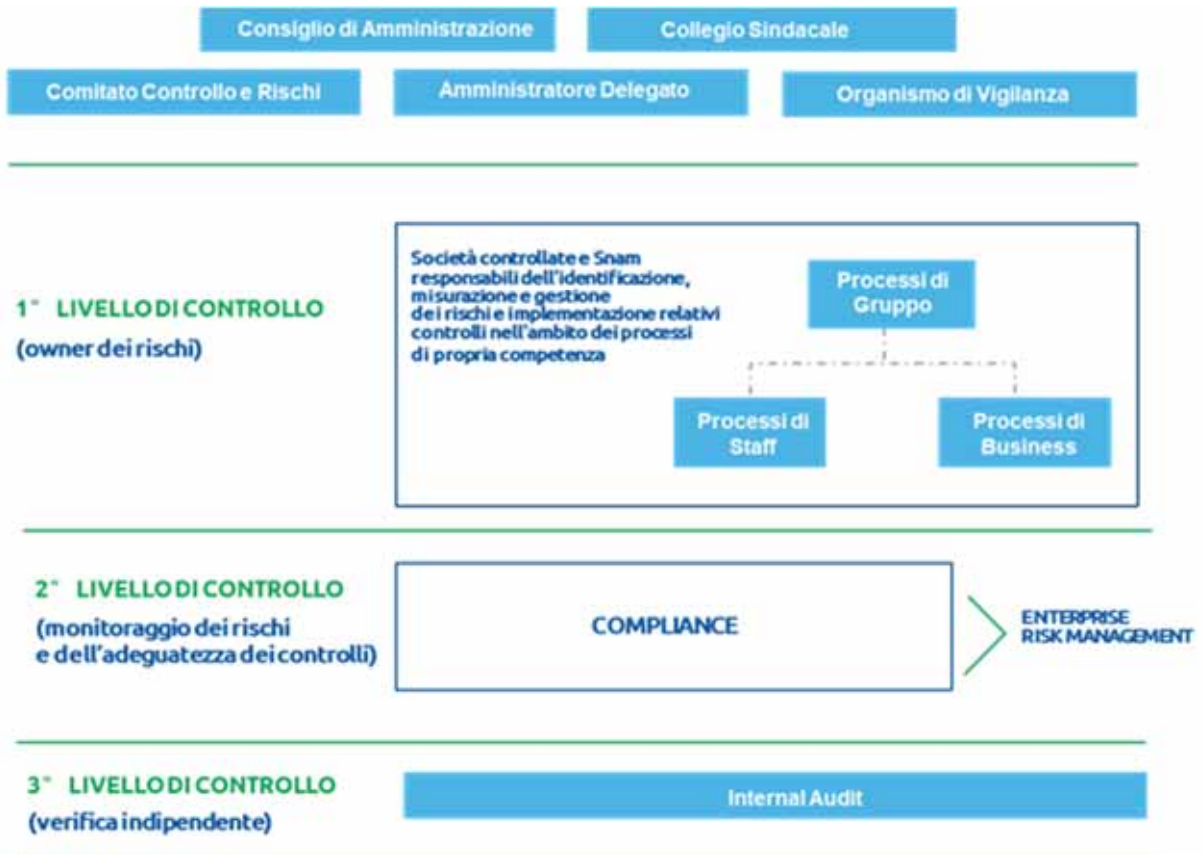 Consiglio di Amministrazione
Collegio Sindacale
Comitato Controllo e Rischi
Amministratore Delegato
Organismo di Vigilanza
1° LIVELLO DI CONTROLLO
(owner dei rischi)
Società controllate e Snam
responsabili dell'identificazione,
misurazione e gestione
dei rischi e implementazione relativi
controlli nell'ambito dei processi
di propria competenza
Processi di
Gruppo
Processi di
Staff
Processi di
Business
2° LIVELLO DI CONTROLLO
(monitoraggio dei rischi
e dell'adeguatezza dei controlli)
COMPLIANCE
ENTERPRISE
RISK MANAGEMENT
3° LIVELLO DI CONTROLLO
(verifica indipendente)
Internal Audit